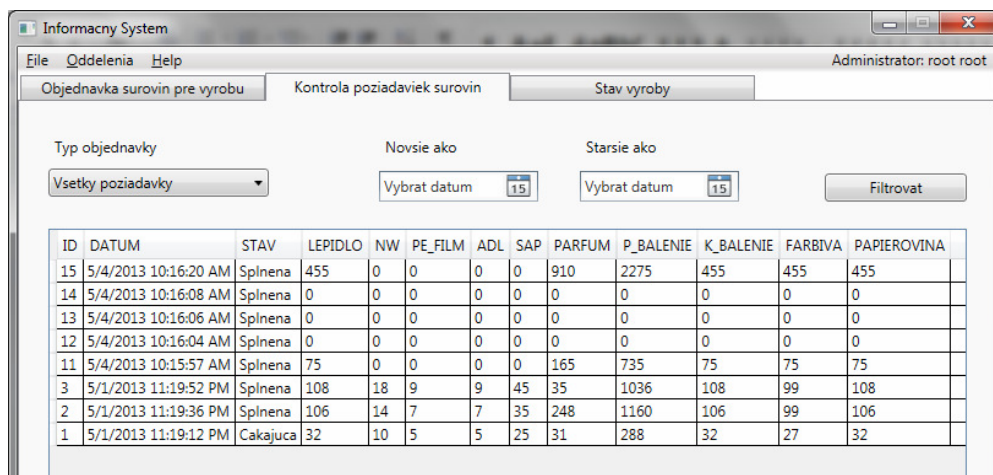 Informacny System
File Oddelenia Help Administrator: root root
Objednavka surovin pre vyrobu Kontrola poziadaviek surovin Stav vyroby
Typ objednavky Novsie ako Starsie ako
Vsetky poziadavky Vybrat datum 15 Vybrat datum 15 Filtrovat
ID DATUM STAV LEPIDLO NW PE_FILM ADL SAP PARFUM P_BALENIE K_BALENIE FARBIVA PAPIEROVINA
15 5/4/2013 10:16:20 AM Splnena 455 0 0 0 0 910 2275 455 455 455
14 5/4/2013 10:16:08 AM Splnena 0 0 0 0 0 0 0 0 0 0
13 5/4/2013 10:16:06 AM Splnena 0 0 0 0 0 0 0 0 0 0
12 5/4/2013 10:16:04 AM Splnena 0 0 0 0 0 0 0 0 0 0
11 5/4/2013 10:15:57 AM Splnena 75 0 0 0 0 165 735 75 75 75
3 5/1/2013 11:19:52 PM Splnena 108 18 9 9 45 35 1036 108 99 108
2 5/1/2013 11:19:36 PM Splnena 106 14 7 7 35 248 1160 106 99 106
1 5/1/2013 11:19:12 PM Cakajuca 32 10 5 5 25 31 288 32 27 32